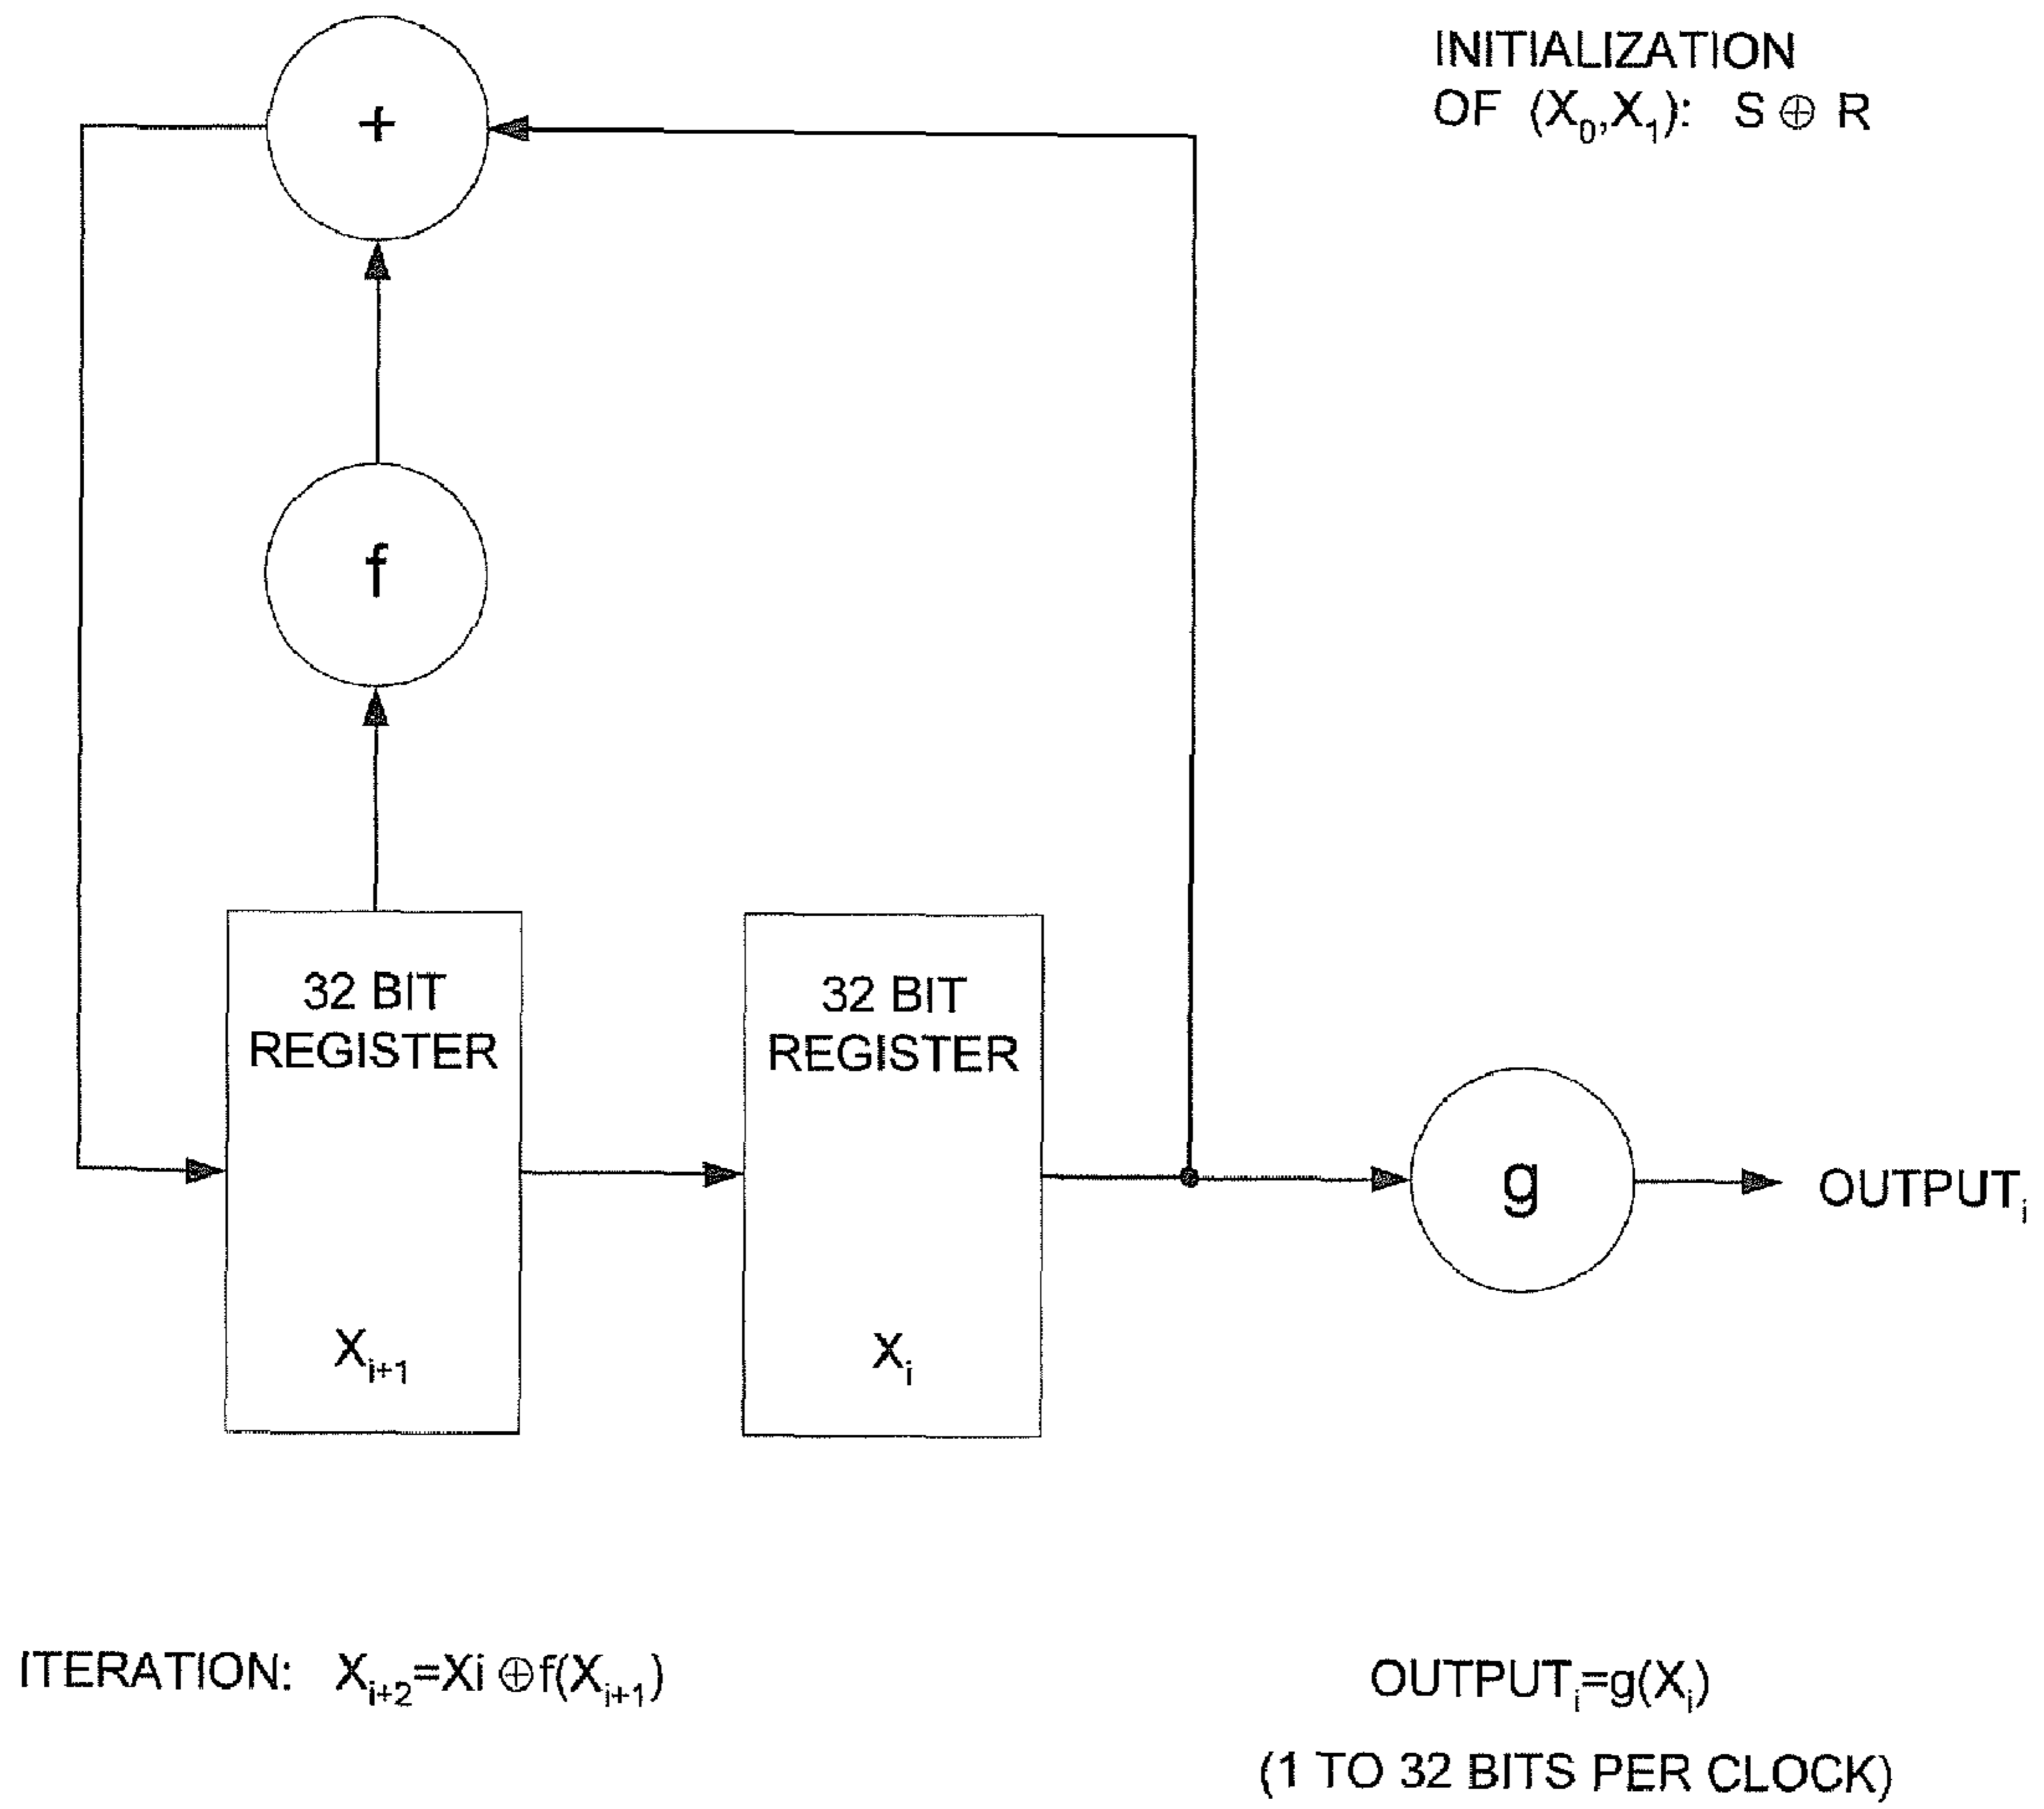 INITIALIZATION
OF (X₀,X₁): S ⊕ R
+
f
32 BIT
REGISTER
Xᵢ₊₁
32 BIT
REGISTER
Xᵢ
g
OUTPUTᵢ
ITERATION: Xᵢ₊₂=Xi ⊕f(Xᵢ₊₁)
OUTPUTᵢ=g(Xᵢ)
(1 TO 32 BITS PER CLOCK)